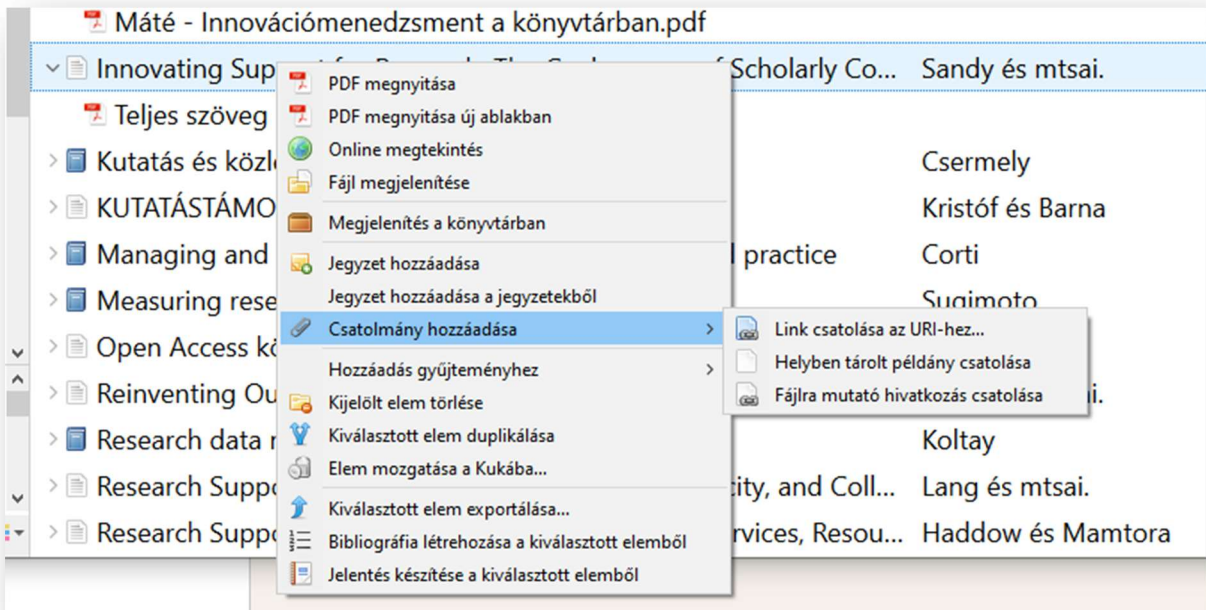 Máté - Innovációmenedzsment a könyvtárban.pdf
Innovating Sup Scholarly Co... Sandy és mtsai.
Teljes szöveg
Kutatás és közl Csermely
KUTATÁSTÁMO Kristóf és Barna
Managing and practice Corti
Measuring rese Sugimoto
Open Access kö
Reinventing Ou i.
Research data Koltay
Research Suppo ity, and Coll... Lang és mtsai.
Research Suppo rvices, Resou... Haddow és Mamtora
PDF megnyitása
PDF megnyitása új ablakban
Online megtekintés
Fájl megjelenítése
Megjelenítés a könyvtárban
Jegyzet hozzáadása
Jegyzet hozzáadása a jegyzetekből
Csatolmány hozzáadása
Hozzáadás gyűjteményhez
Kijelölt elem törlése
Kiválasztott elem duplikálása
Elem mozgatása a Kukába...
Kiválasztott elem exportálása...
Bibliográfia létrehozása a kiválasztott elemből
Jelentés készítése a kiválasztott elemből
Link csatolása az URI-hez...
Helyben tárolt példány csatolása
Fájlra mutató hivatkozás csatolása